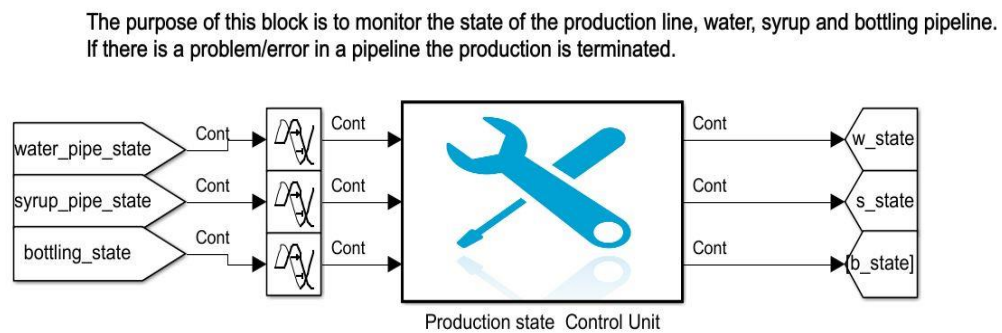 The purpose of this block is to monitor the state of the production line, water, syrup and bottling pipeline.
If there is a problem/error in a pipeline the production is terminated.
water_pipe_state
Cont
Cont
Cont
w_state
syrup_pipe_state
Cont
Cont
Cont
s_state
bottling_state
Cont
Cont
Cont
[b_state]
Production state Control Unit